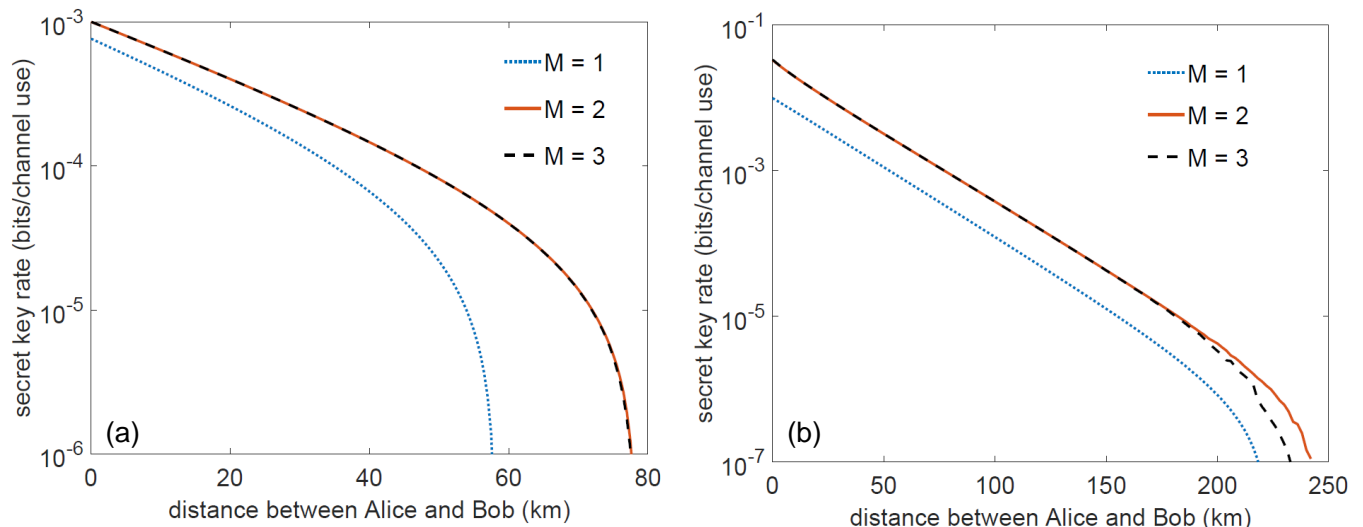 10^-3
10^-4
10^-5
10^-6
secret key rate (bits/channel use)
M = 1
M = 2
M = 3
(a)
0
20
40
60
80
distance between Alice and Bob (km)
10^-1
10^-3
10^-5
10^-7
secret key rate (bits/channel use)
M = 1
M = 2
M = 3
(b)
0
50
100
150
200
250
distance between Alice and Bob (km)